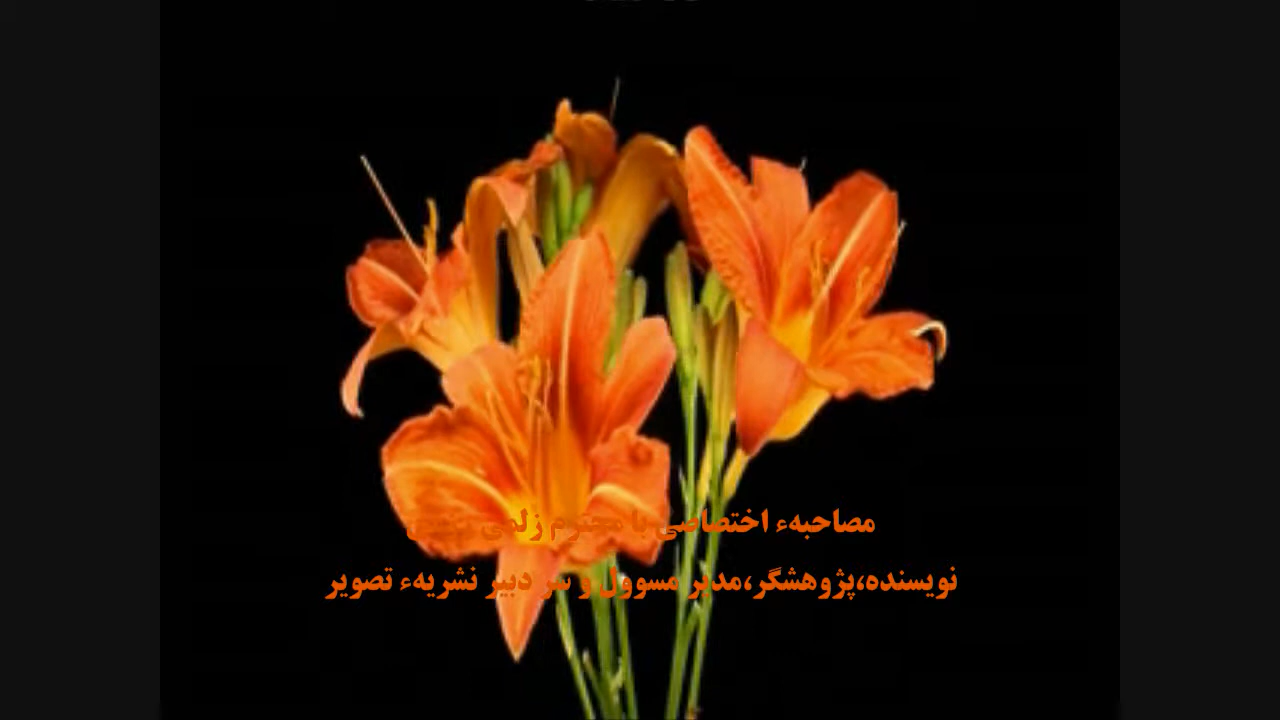 مصاحبهء اختصاصی با محترم زلمی
نویسنده،پژوهشگر،مدیر مسوول و سر دبیر نشریهء تصویر